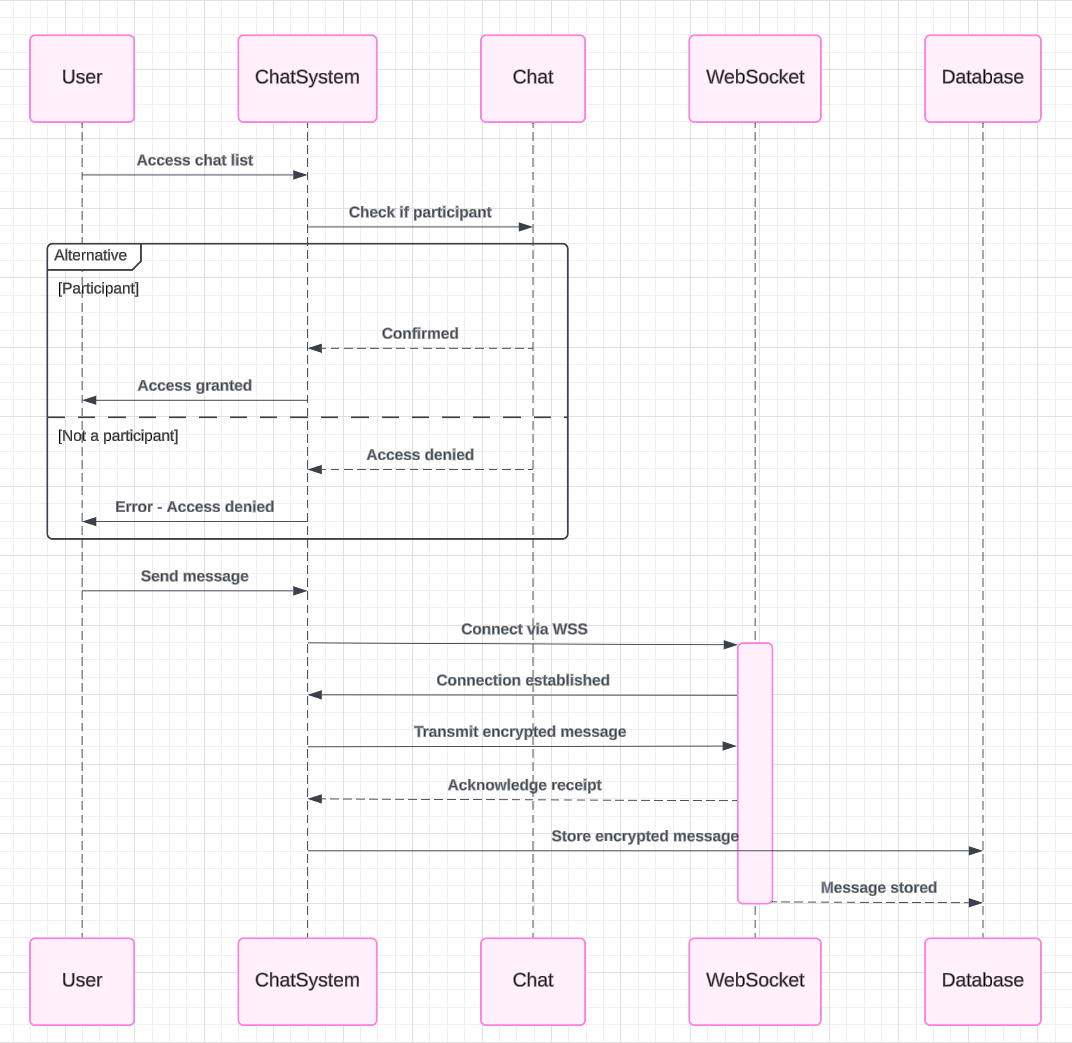 User
ChatSystem
Chat
WebSocket
Database
Access chat list
Check if participant
Alternative
[Participant]
Confirmed
Access granted
[Not a participant]
Access denied
Error - Access denied
Send message
Connect via WSS
Connection established
Transmit encrypted message
Acknowledge receipt
Store encrypted message
Message stored
User
ChatSystem
Chat
WebSocket
Database